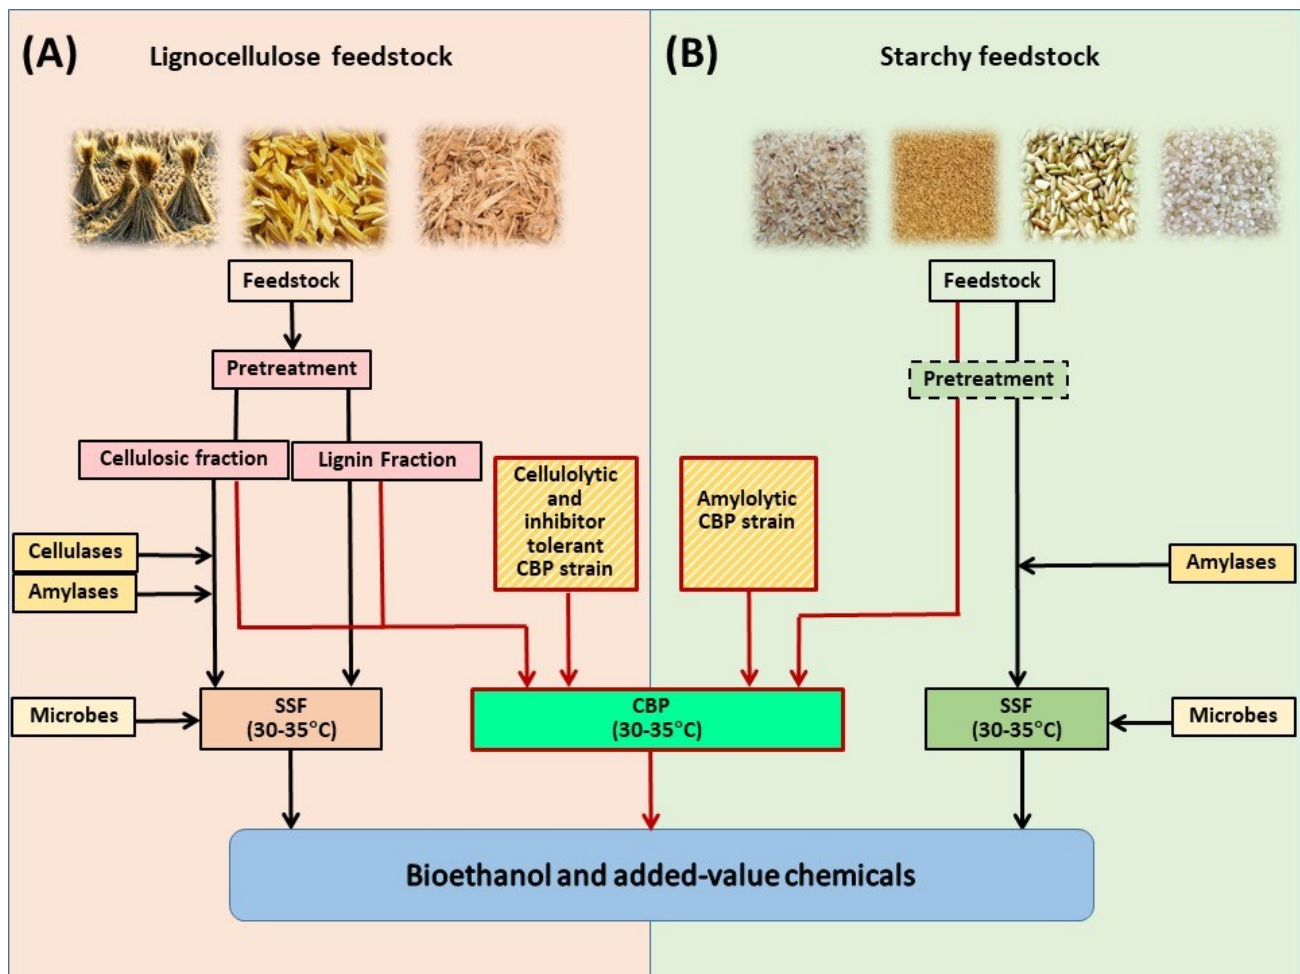 (A)
Lignocellulose feedstock
(B)
Starchy feedstock
Feedstock
Feedstock
Pretreatment
Pretreatment
Cellulosic fraction
Lignin Fraction
Cellulolytic
and
inhibitor
tolerant
CBP strain
Amylolytic
CBP strain
Cellulases
Amylases
Amylases
Microbes
SSF
(30-35°C)
CBP
(30-35°C)
SSF
(30-35°C)
Microbes
Bioethanol and added-value chemicals